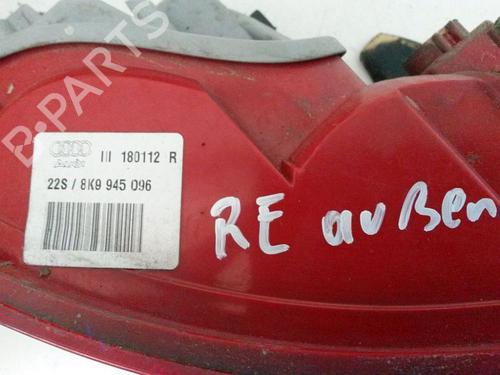 B-PARTS
III 180112 R
22S / 8K9 945 096
RE außen